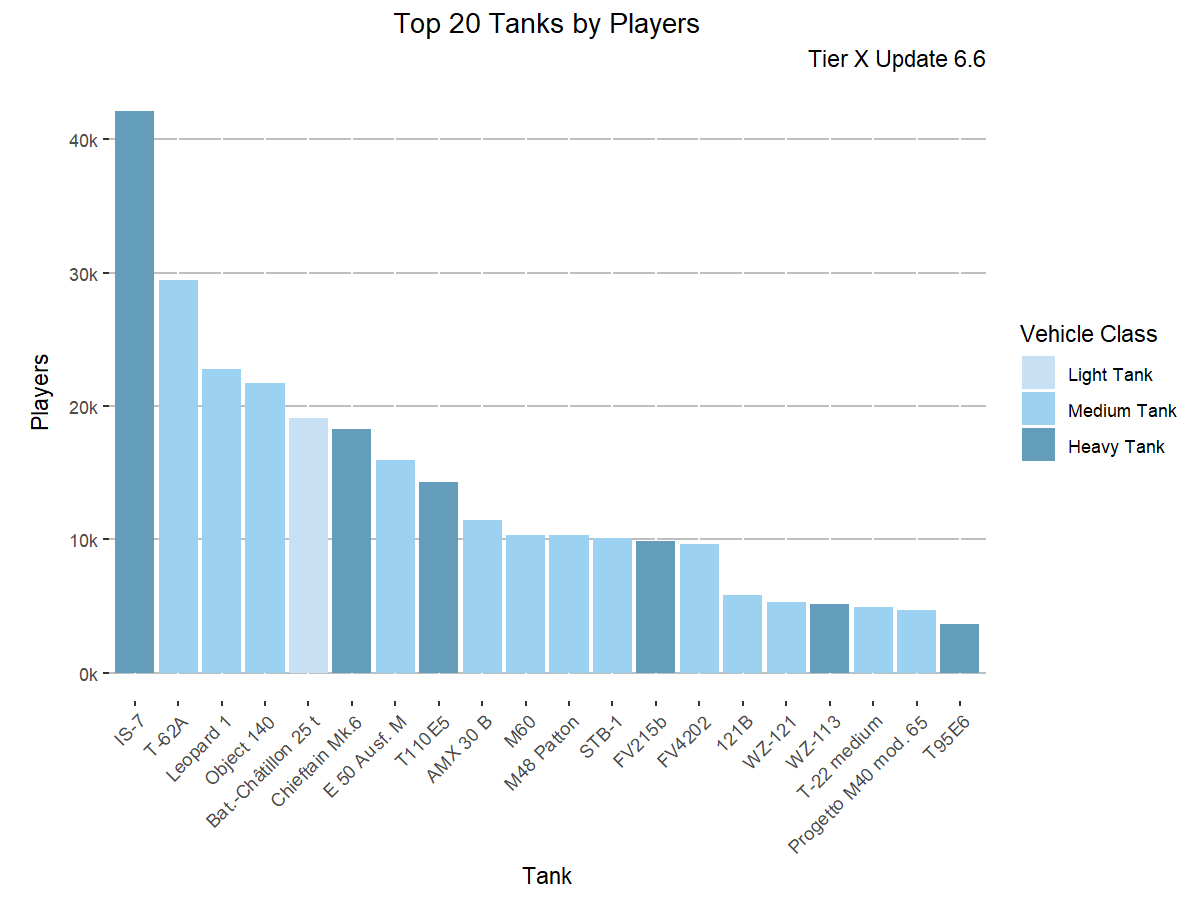 Top 20 Tanks by Players
Tier X Update 6.6
Players
40k
30k
20k
10k
0k
IS-7
T-62A
Leopard 1
Object 140
Bat.-Châtillon 25 t
Chieftain Mk.6
E 50 Ausf. M
T110E5
AMX 30 B
M60
M48 Patton
STB-1
FV215b
FV4202
121B
WZ-121
WZ-113
T-22 medium
Progetto M40 mod. 65
T95E6
Tank
Vehicle Class
Light Tank
Medium Tank
Heavy Tank